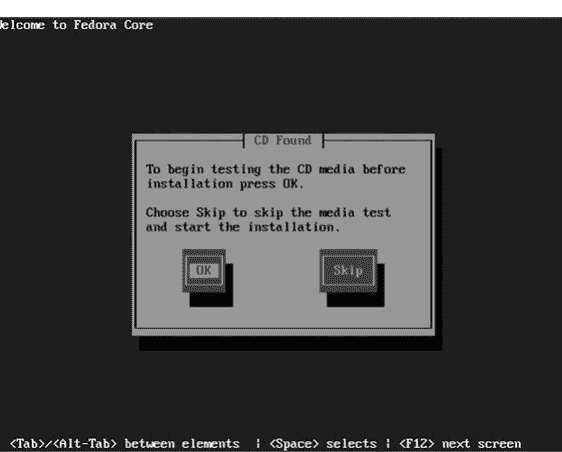 Welcome to Fedora Core
CD Found
To begin testing the CD media before
installation press OK.
Choose Skip to skip the media test
and start the installation.
OK Skip
<Tab>/<Alt-Tab> between elements | <Space> selects | <F12> next screen